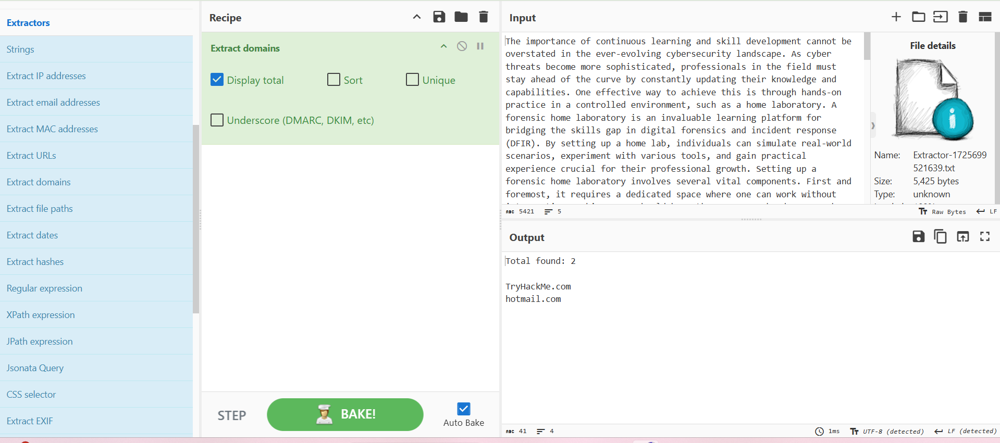 Extractors
Strings
Extract IP addresses
Extract email addresses
Extract MAC addresses
Extract URLs
Extract domains
Extract file paths
Extract dates
Extract hashes
Regular expression
XPath expression
JPath expression
Jsonata Query
CSS selector
Extract EXIF
Recipe
Extract domains
Display total
Sort
Unique
Underscore (DMARC, DKIM, etc)
STEP
BAKE!
Auto Bake
Input
The importance of continuous learning and skill development cannot be
overstated in the ever-evolving cybersecurity landscape. As cyber
threats become more sophisticated, professionals in the field must
stay ahead of the curve by constantly updating their knowledge and
capabilities. One effective way to achieve this is through hands-on
practice in a controlled environment, such as a home laboratory. A
forensic home laboratory is an invaluable learning platform for
bridging the skills gap in digital forensics and incident response
(DFIR). By setting up a home lab, individuals can simulate real-world
scenarios, experiment with various tools, and gain practical
experience crucial for their professional growth. Setting up a
forensic home laboratory involves several vital components. First and
foremost, it requires a dedicated space where one can work without
File details
Name: Extractor-1725699
521639.txt
Size: 5,425 bytes
Type: unknown
ABC 5421 5
Raw Bytes LF
Output
Total found: 2
TryHackMe.com
hotmail.com
ABC 41 4
1ms UTF-8 (detected) LF (detected)